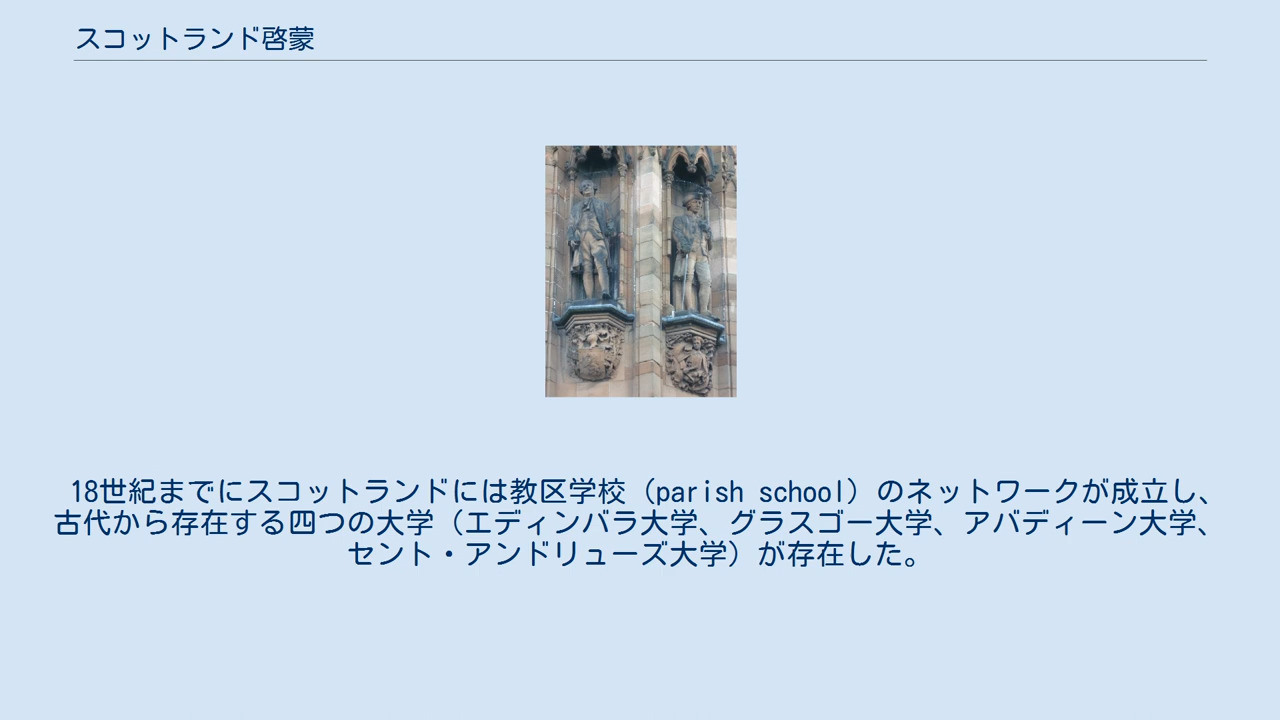 スコットランド啓蒙
18世紀までにスコットランドには教区学校（parish school）のネットワークが成立し、
古代から存在する四つの大学（エディンバラ大学、グラスゴー大学、アバディーン大学、
セント・アンドリューズ大学）が存在した。